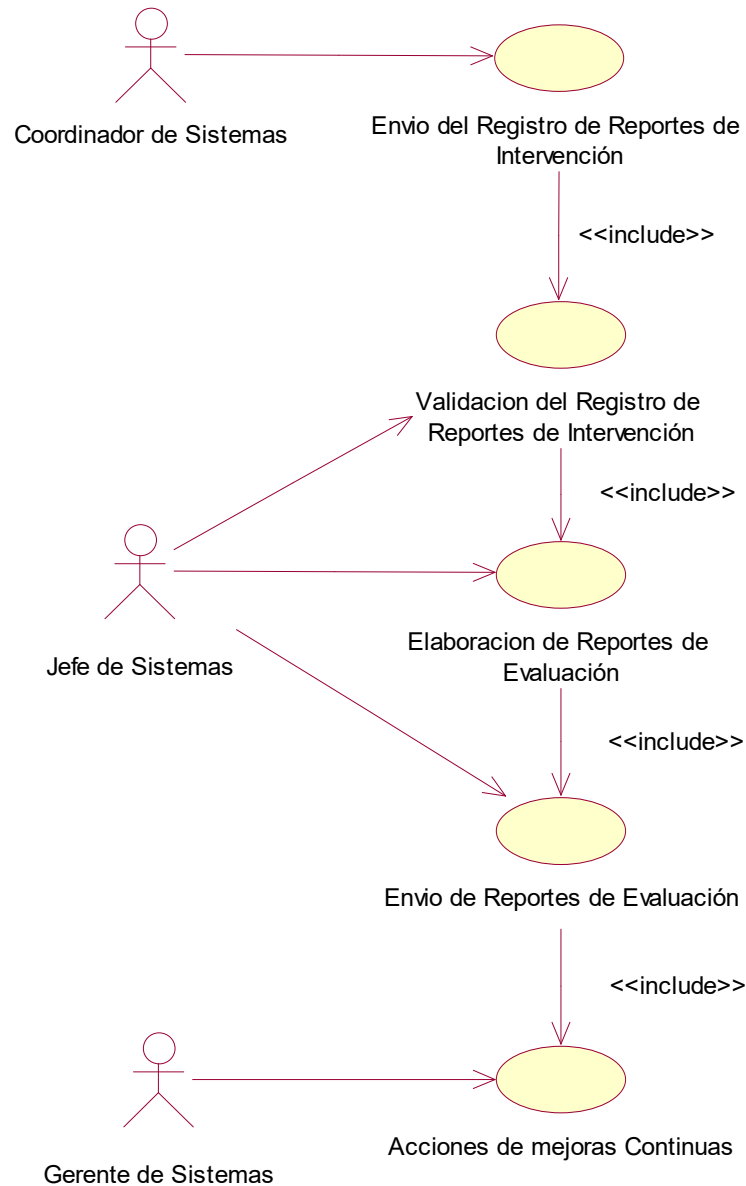 Coordinador de Sistemas
Envio del Registro de Reportes de
Intervención
<<include>>
Validacion del Registro de
Reportes de Intervención
<<include>>
Jefe de Sistemas
Elaboracion de Reportes de
Evaluación
<<include>>
Envio de Reportes de Evaluación
<<include>>
Gerente de Sistemas
Acciones de mejoras Continuas